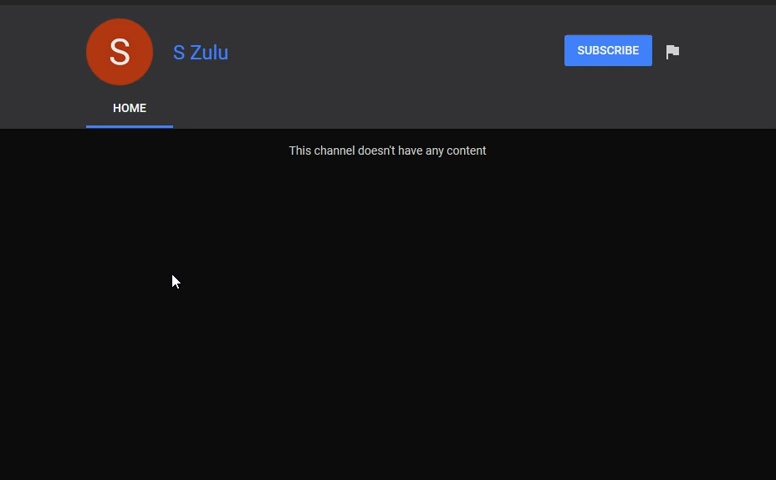 S
S Zulu
SUBSCRIBE
HOME
This channel doesn't have any content